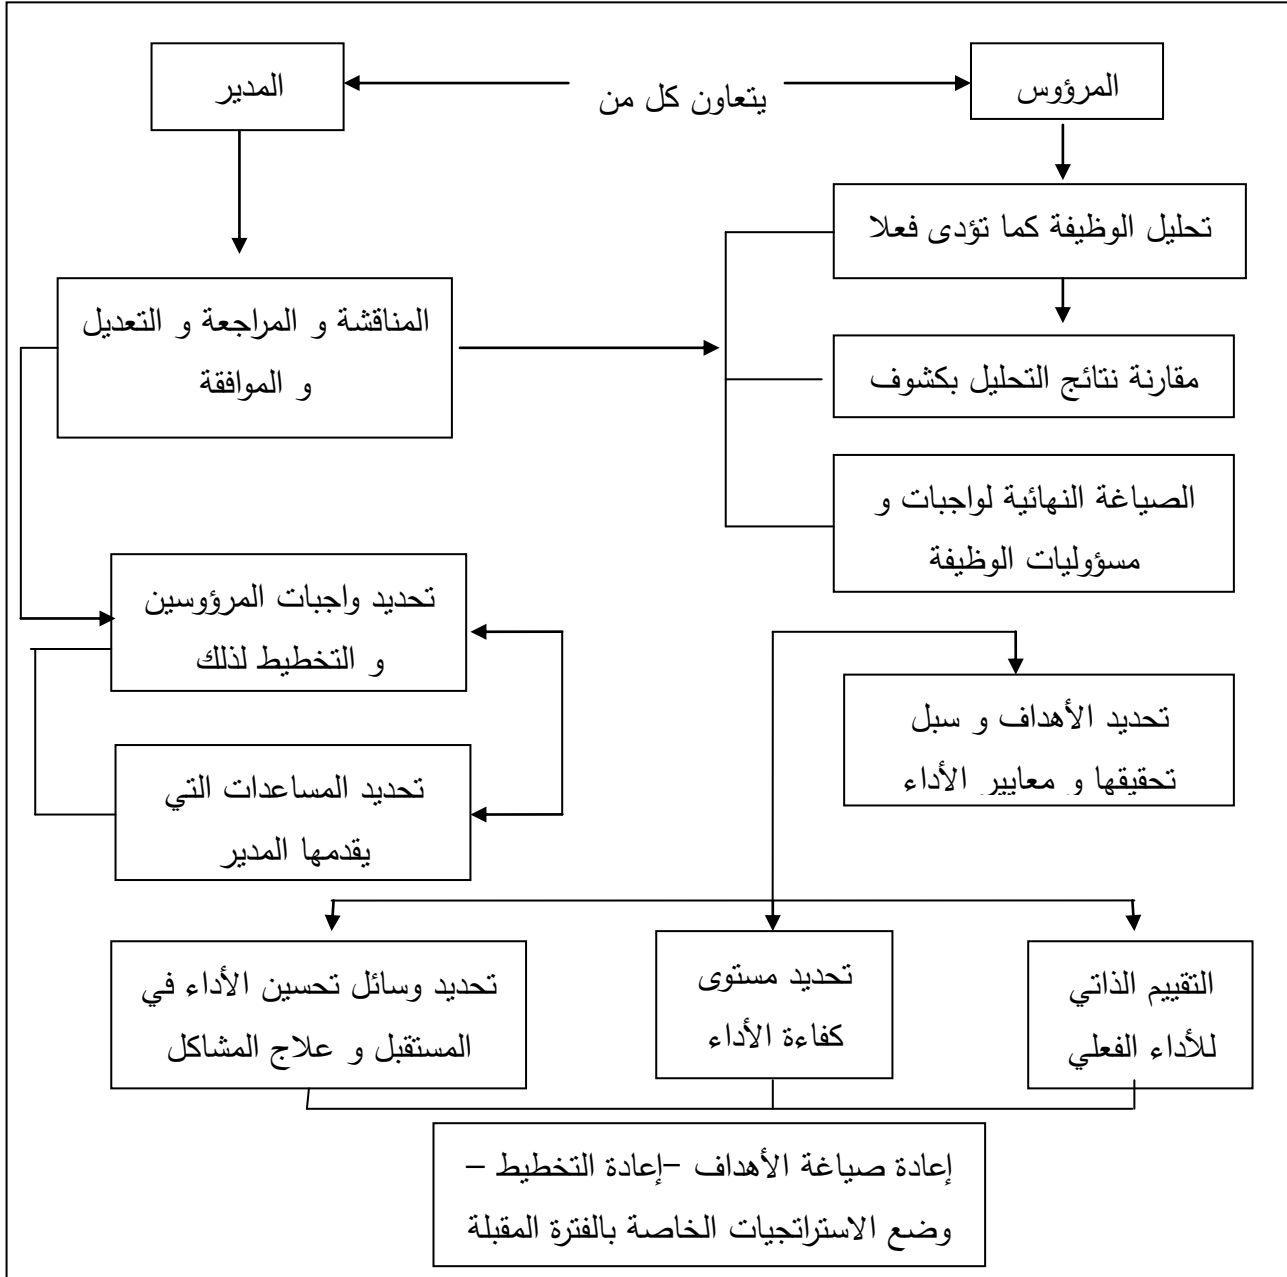 المرؤوس
يتعاون كل من
المدير
تحليل الوظيفة كما تؤدى فعلا
المناقشة و المراجعة و التعديل
و الموافقة
مقارنة نتائج التحليل بكشوف
الصياغة النهائية لواجبات و
مسؤوليات الوظيفة
تحديد واجبات المرؤوسين
و التخطيط لذلك
تحديد الأهداف و سبل
تحقيقها و معايير الأداء
تحديد المساعدات التي
يقدمها المدير
التقييم الذاتي
للأداء الفعلي
تحديد مستوى
كفاءة الأداء
تحديد وسائل تحسين الأداء في
المستقبل و علاج المشاكل
إعادة صياغة الأهداف –إعادة التخطيط –
وضع الاستراتجيات الخاصة بالفترة المقبلة